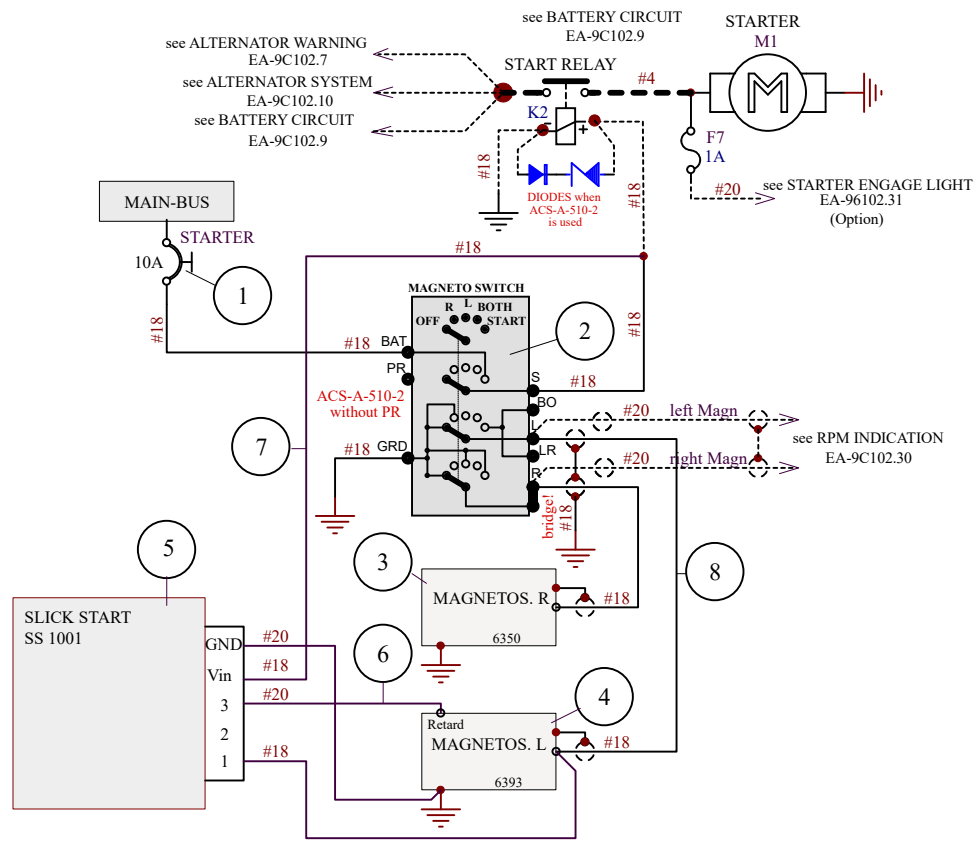 see BATTERY CIRCUIT
EA-9C102.9
STARTER
M1
see ALTERNATOR WARNING
EA-9C102.7
see ALTERNATOR SYSTEM
EA-9C102.10
see BATTERY CIRCUIT
EA-9C102.9
START RELAY
#4
M
K2
-
+
F7
1A
#18
#18
#20
see STARTER ENGAGE LIGHT
EA-96102.31
(Option)
DIODES when
ACS-A-510-2
is used
MAIN-BUS
STARTER
10A
1
#18
#18
MAGNETO SWITCH
R L BOTH
OFF START
2
#18
#18 BAT
PR
ACS-A-510-2
without PR
S #18
BO
#20 left Magn
L
see RPM INDICATION
EA-9C102.30
7
#18 GRD
LR
#20 right Magn.
R
bridge!
#18
5
3
8
MAGNETOS. R
#18
6350
SLICK START
SS 1001
GND #20
Vin #18
3 #20
2
1 #18
6
4
Retard
MAGNETOS. L
#18
6393